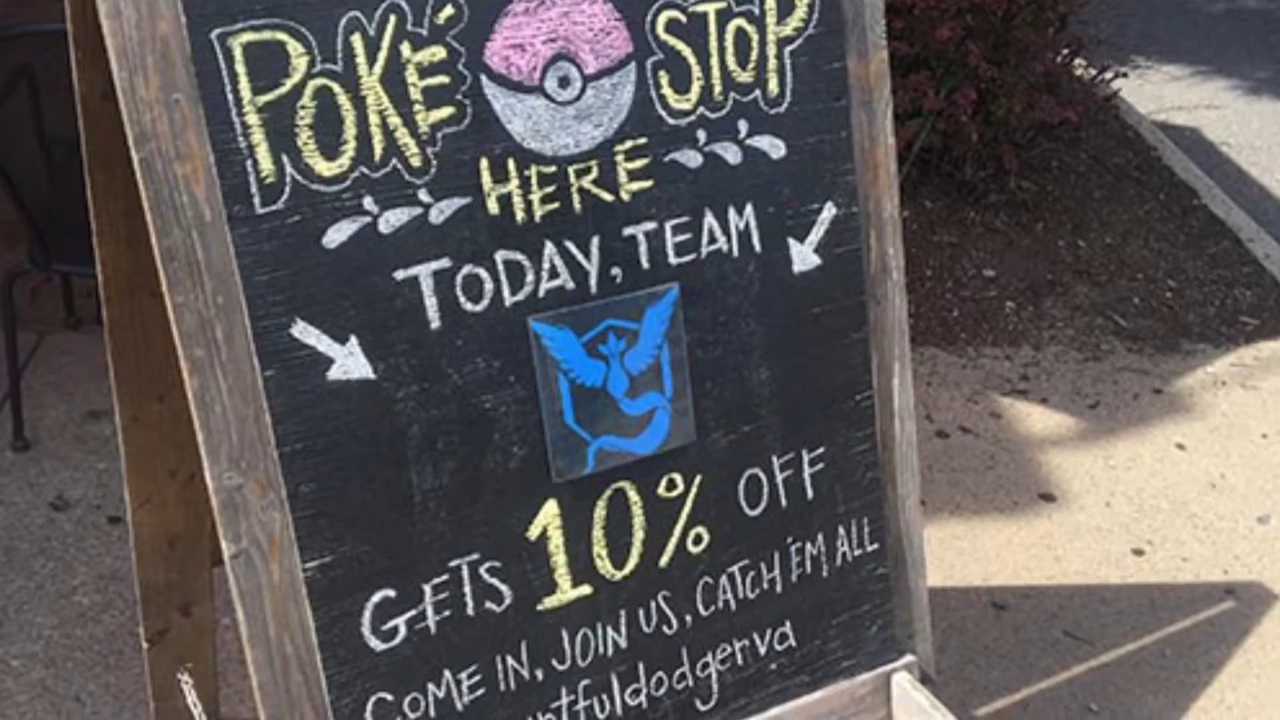 POKÉ STOP
HERE
TODAY, TEAM
GETS 10% OFF
COME IN, JOIN US, CATCH 'EM ALL